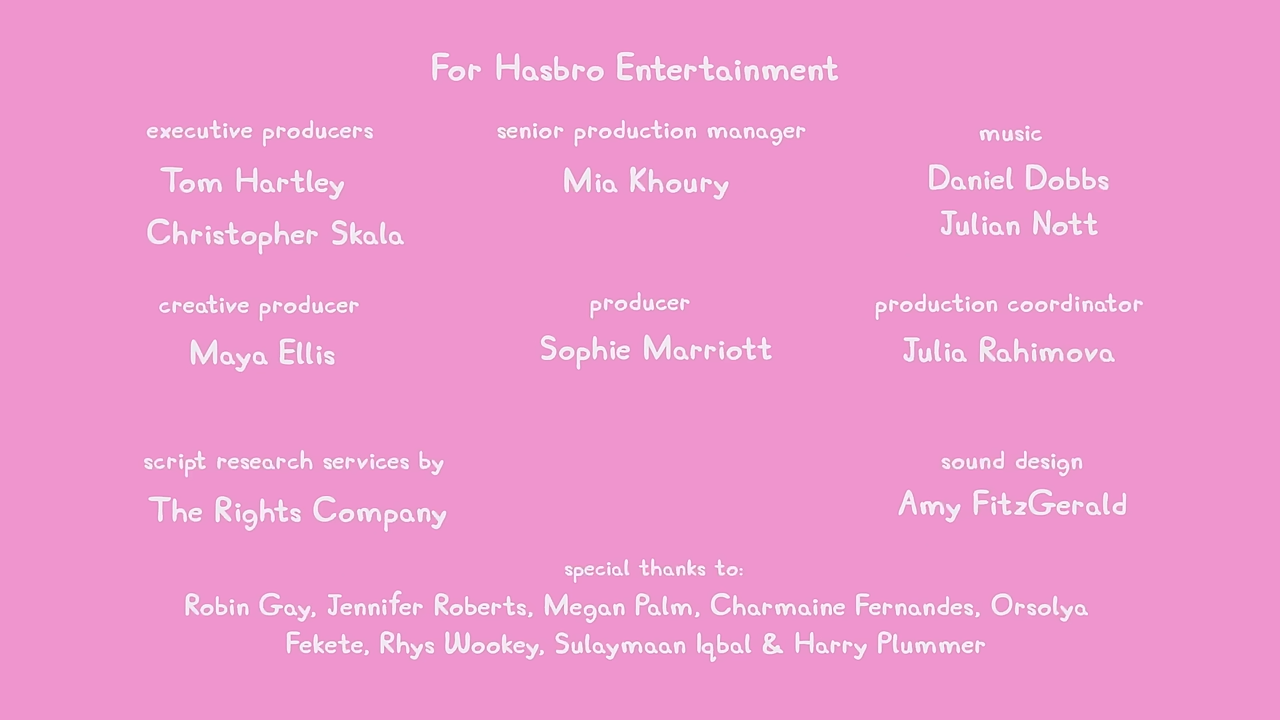 For Hasbro Entertainment
executive producers
Tom Hartley
Christopher Skala
senior production manager
Mia Khoury
music
Daniel Dobbs
Julian Nott
creative producer
Maya Ellis
producer
Sophie Marriott
production coordinator
Julia Rahimova
script research services by
The Rights Company
sound design
Amy FitzGerald
special thanks to:
Robin Gay, Jennifer Roberts, Megan Palm, Charmaine Fernandes, Orsolya
Fekete, Rhys Wookey, Sulaymaan Iqbal & Harry Plummer